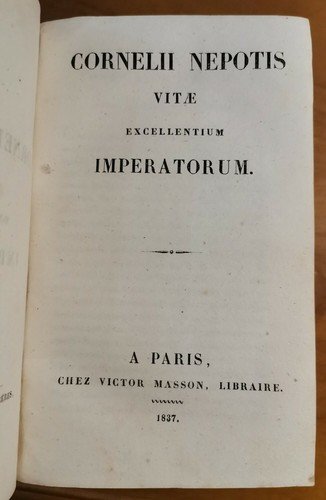 CORNELII NEPOTIS
VITÆ
EXCELLENTIUM
IMPERATORUM.
A PARIS,
CHEZ VICTOR MASSON, LIBRAIRE.
1837.